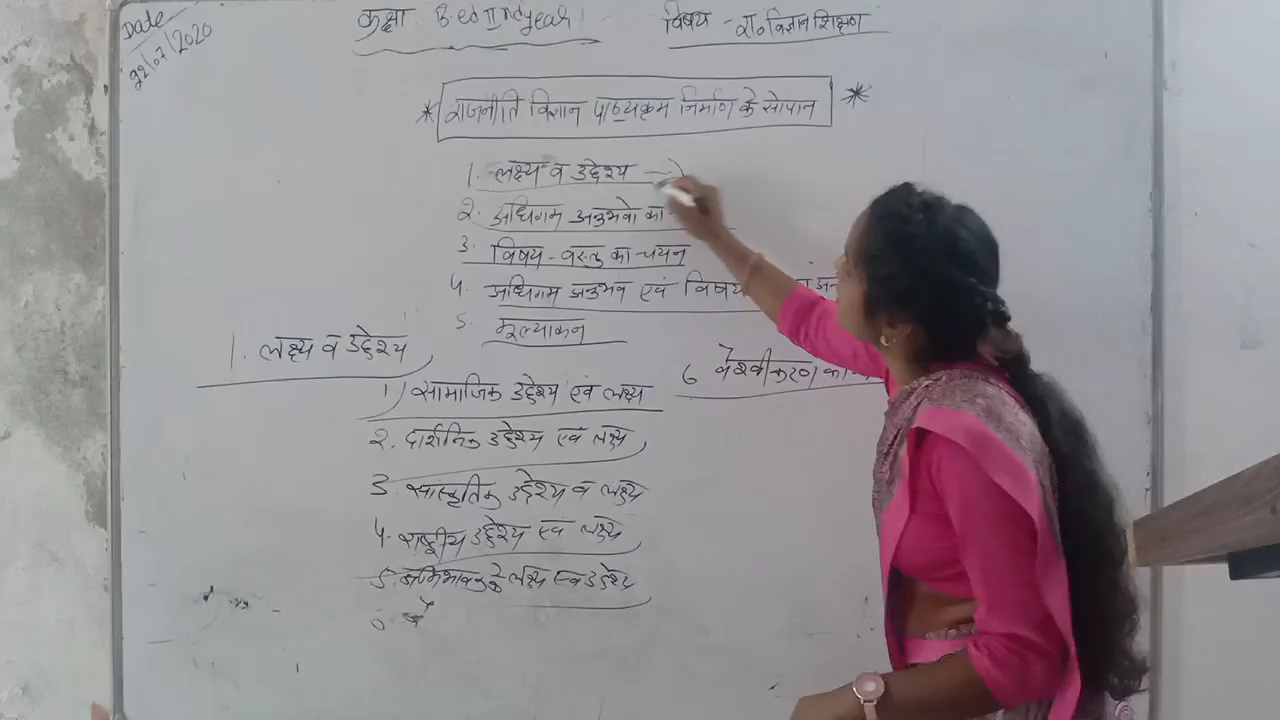 Date
22/07/2020
कक्षा. B.ed IIndyear
विषय - रा॰विज्ञान शिक्षण
* राजनीति विज्ञान पाठ्यक्रम निर्माण के सोपान *
1. लक्ष्य व उद्देश्य →
2. अधिगम अनुभवो का
3. विषय - वस्तु का चयन
4. अधिगम अनुभव एवं विषय
5. मूल्याकन
1. लक्ष्य व उद्देश्य
6 वैश्वीकरण का
1) सामाजिक उद्देश्य एवं लक्ष्य
2. दार्शनिक उद्देश्य एवं लक्ष्य
3. सांस्कृतिक उद्देश्य व लक्ष्य
4. राष्ट्रीय उद्देश्य एवं लक्ष्य
5. अभिभावक के लक्ष्य एवं उद्देश्य